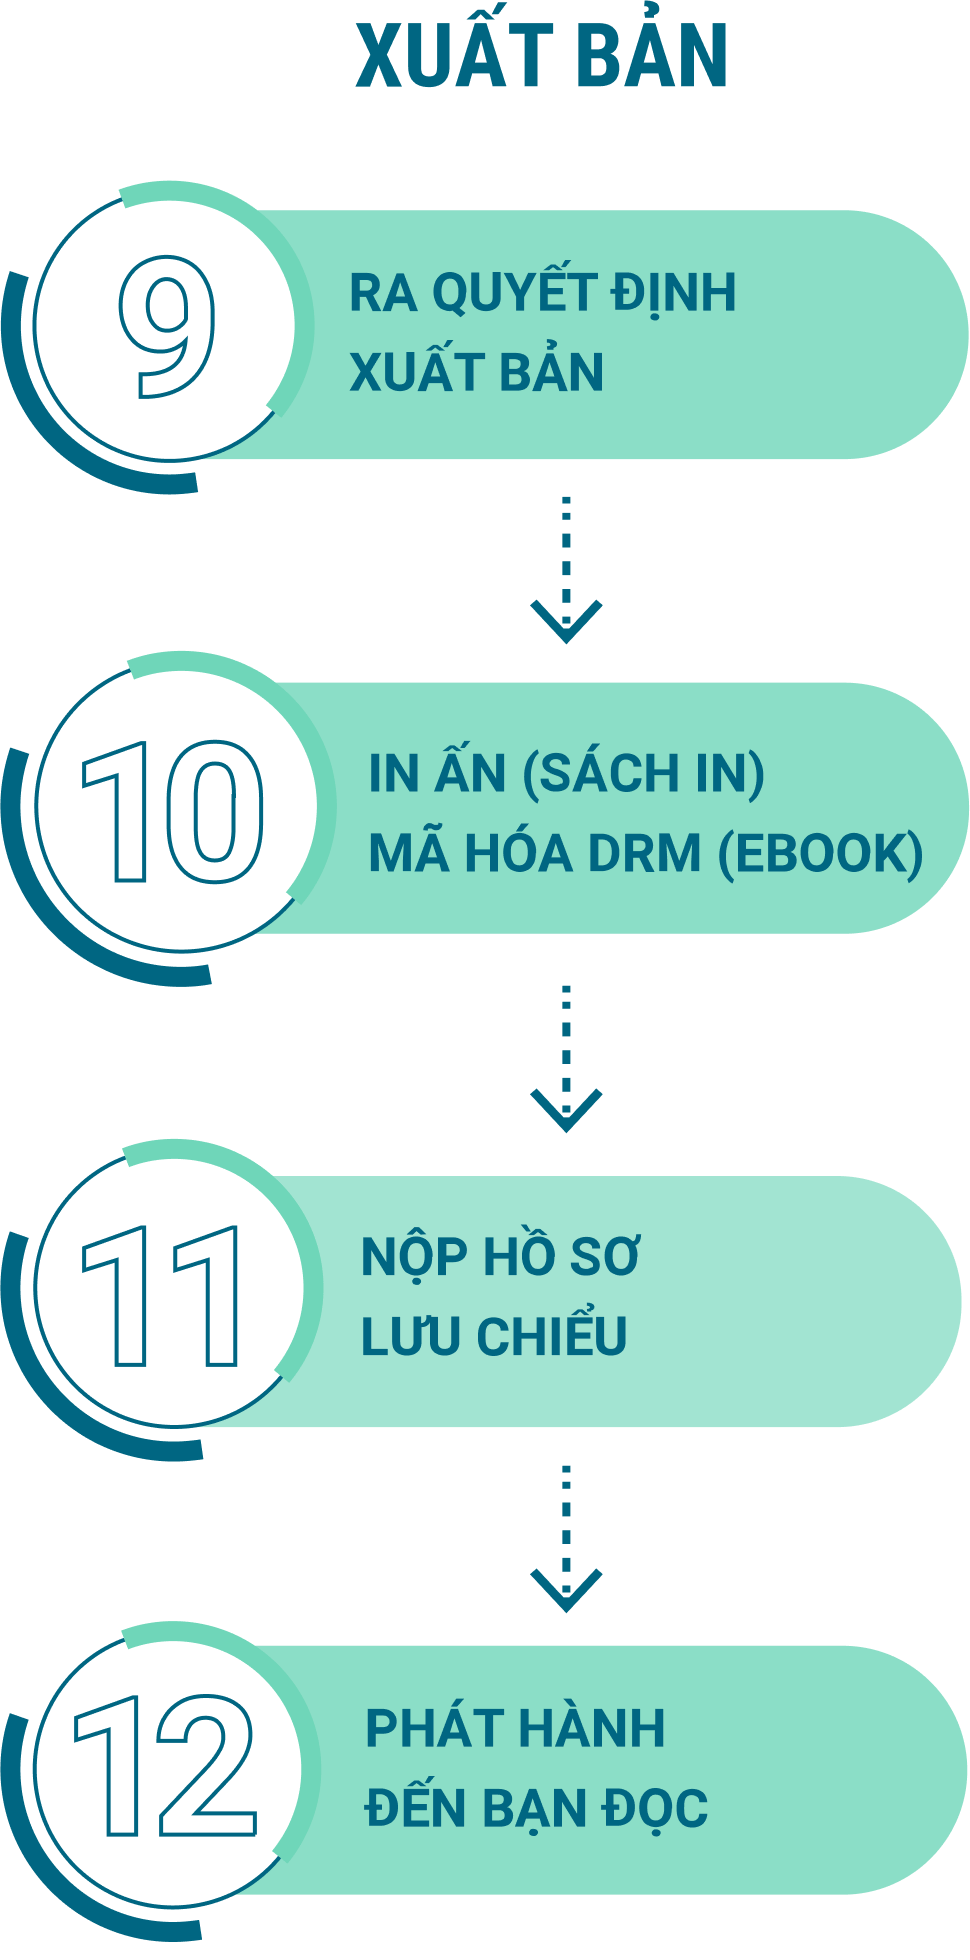 XUẤT BẢN
9
RA QUYẾT ĐỊNH
XUẤT BẢN
10
IN ẤN (SÁCH IN)
MÃ HÓA DRM (EBOOK)
11
NỘP HỒ SƠ
LƯU CHIỂU
12
PHÁT HÀNH
ĐẾN BẠN ĐỌC